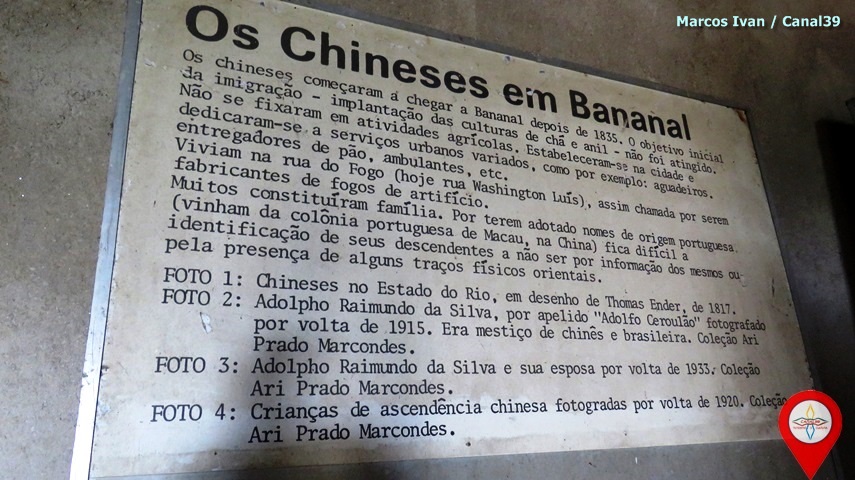 Marcos Ivan / Canal39
Os Chineses em Bananal
Os chineses começaram a chegar a Bananal depois de 1835. O objetivo inicial
da imigração - implantação das culturas de chá e anil - não foi atingido.
Não se fixaram em atividades agrícolas. Estabeleceram-se na cidade e
dedicaram-se a serviços urbanos variados, como por exemplo: aguadeiros.
entregadores de pão, ambulantes, etc.
Viviam na rua do Fogo (hoje rua Washington Luís), assim chamada por serem
fabricantes de fogos de artifício.
Muitos constituíram família. Por terem adotado nomes de origem portuguesa
(vinham da colônia portuguesa de Macau, na China) fica difícil a
identificação de seus descendentes a não ser por informação dos mesmos ou
pela presença de alguns traços físicos orientais.
FOTO 1: Chineses no Estado do Rio, em desenho de Thomas Ender, de 1817.
FOTO 2: Adolpho Raimundo da Silva, por apelido "Adolfo Ceroulão" fotografado
por volta de 1915. Era mestiço de chinês e brasileira. Coleção Ari
Prado Marcondes.
FOTO 3: Adolpho Raimundo da Silva e sua esposa por volta de 1933. Coleção
Ari Prado Marcondes.
FOTO 4: Crianças de ascendência chinesa fotogradas por volta de 1920. Coleção
Ari Prado Marcondes.